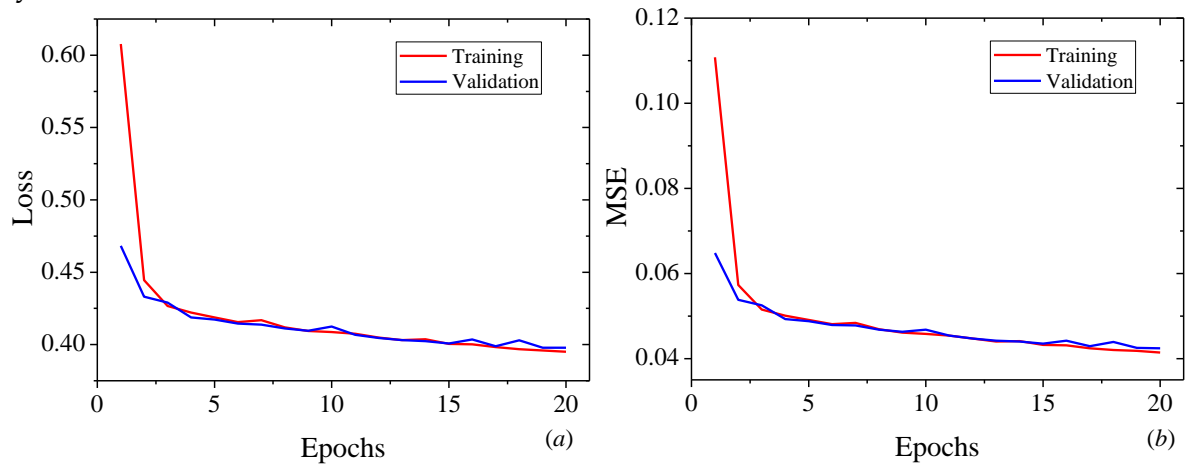 0.60
0.55
0.50
0.45
0.40
Loss
Training
Validation
0 5 10 15 20
Epochs
(a)
0.12
0.10
0.08
0.06
0.04
MSE
Training
Validation
0 5 10 15 20
Epochs
(b)